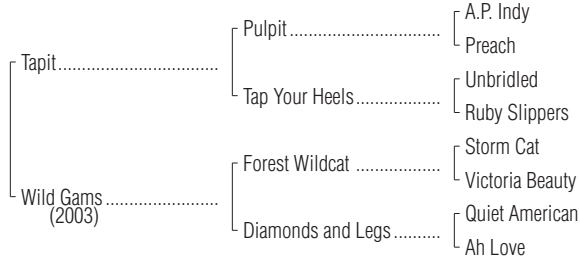 A.P. Indy
Pulpit
Preach
Tapit
Unbridled
Tap Your Heels
Ruby Slippers
Storm Cat
Forest Wildcat
Victoria Beauty
Wild Gams
(2003)
Quiet American
Diamonds and Legs
Ah Love